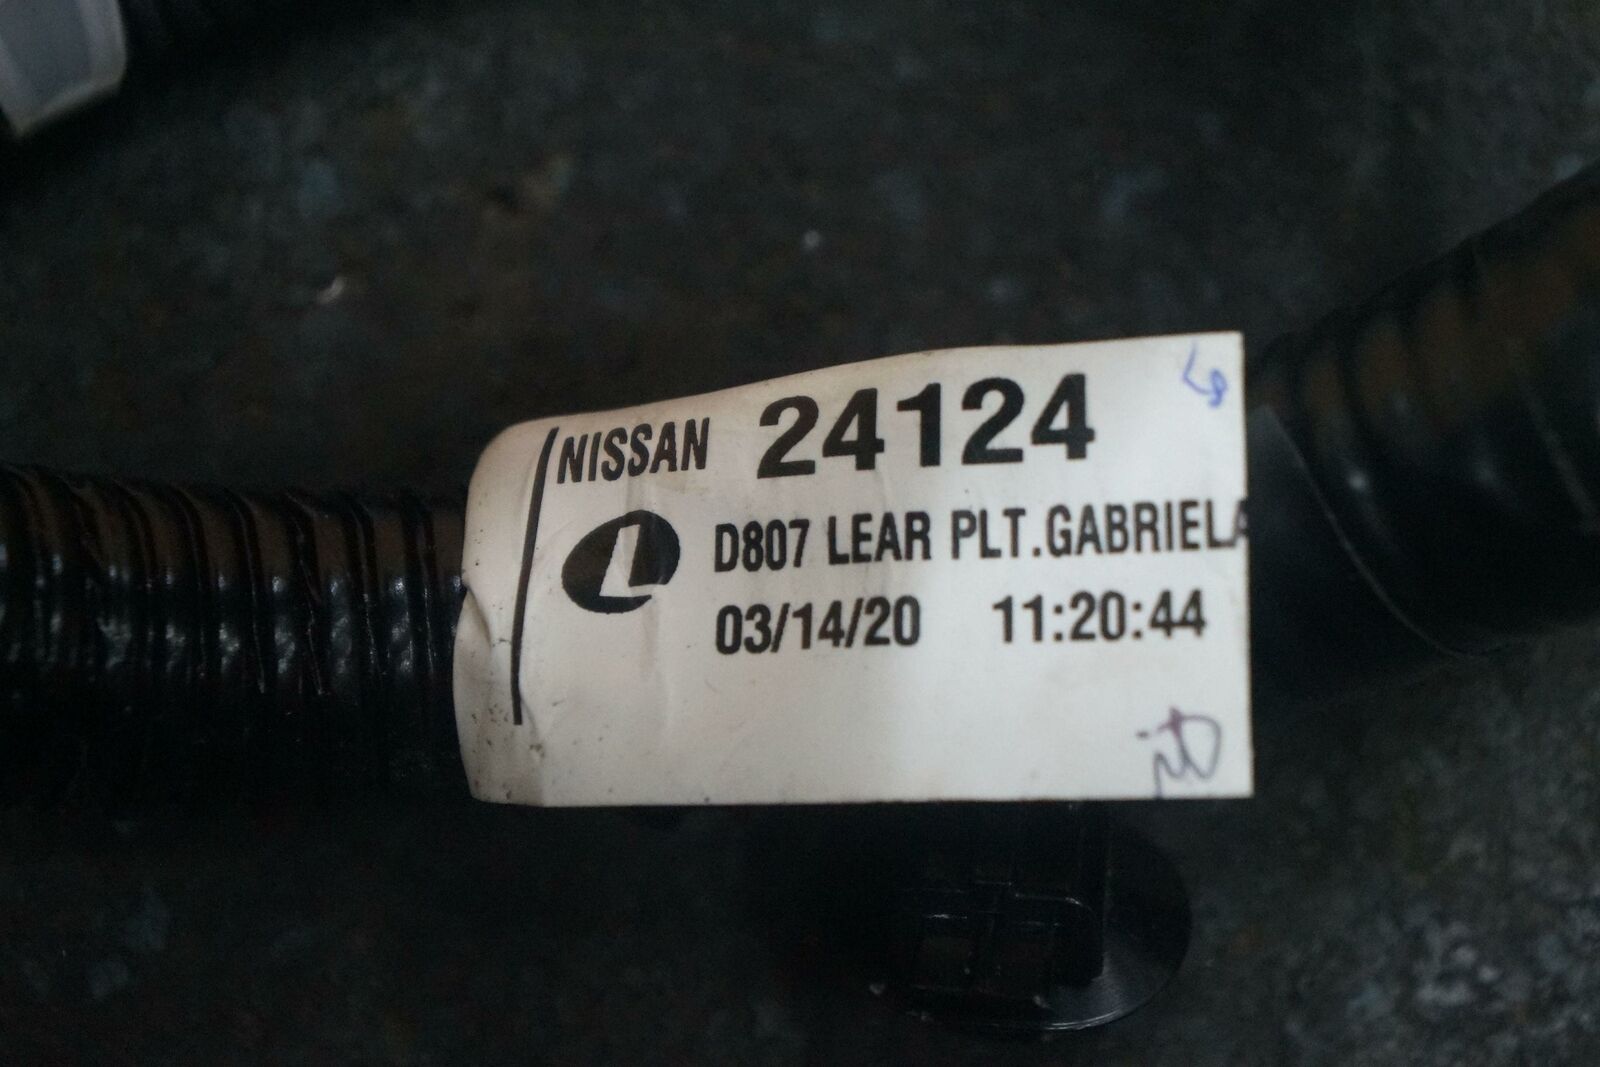 NISSAN 24124
L D807 LEAR PLT.GABRIELA
03/14/20 11:20:44